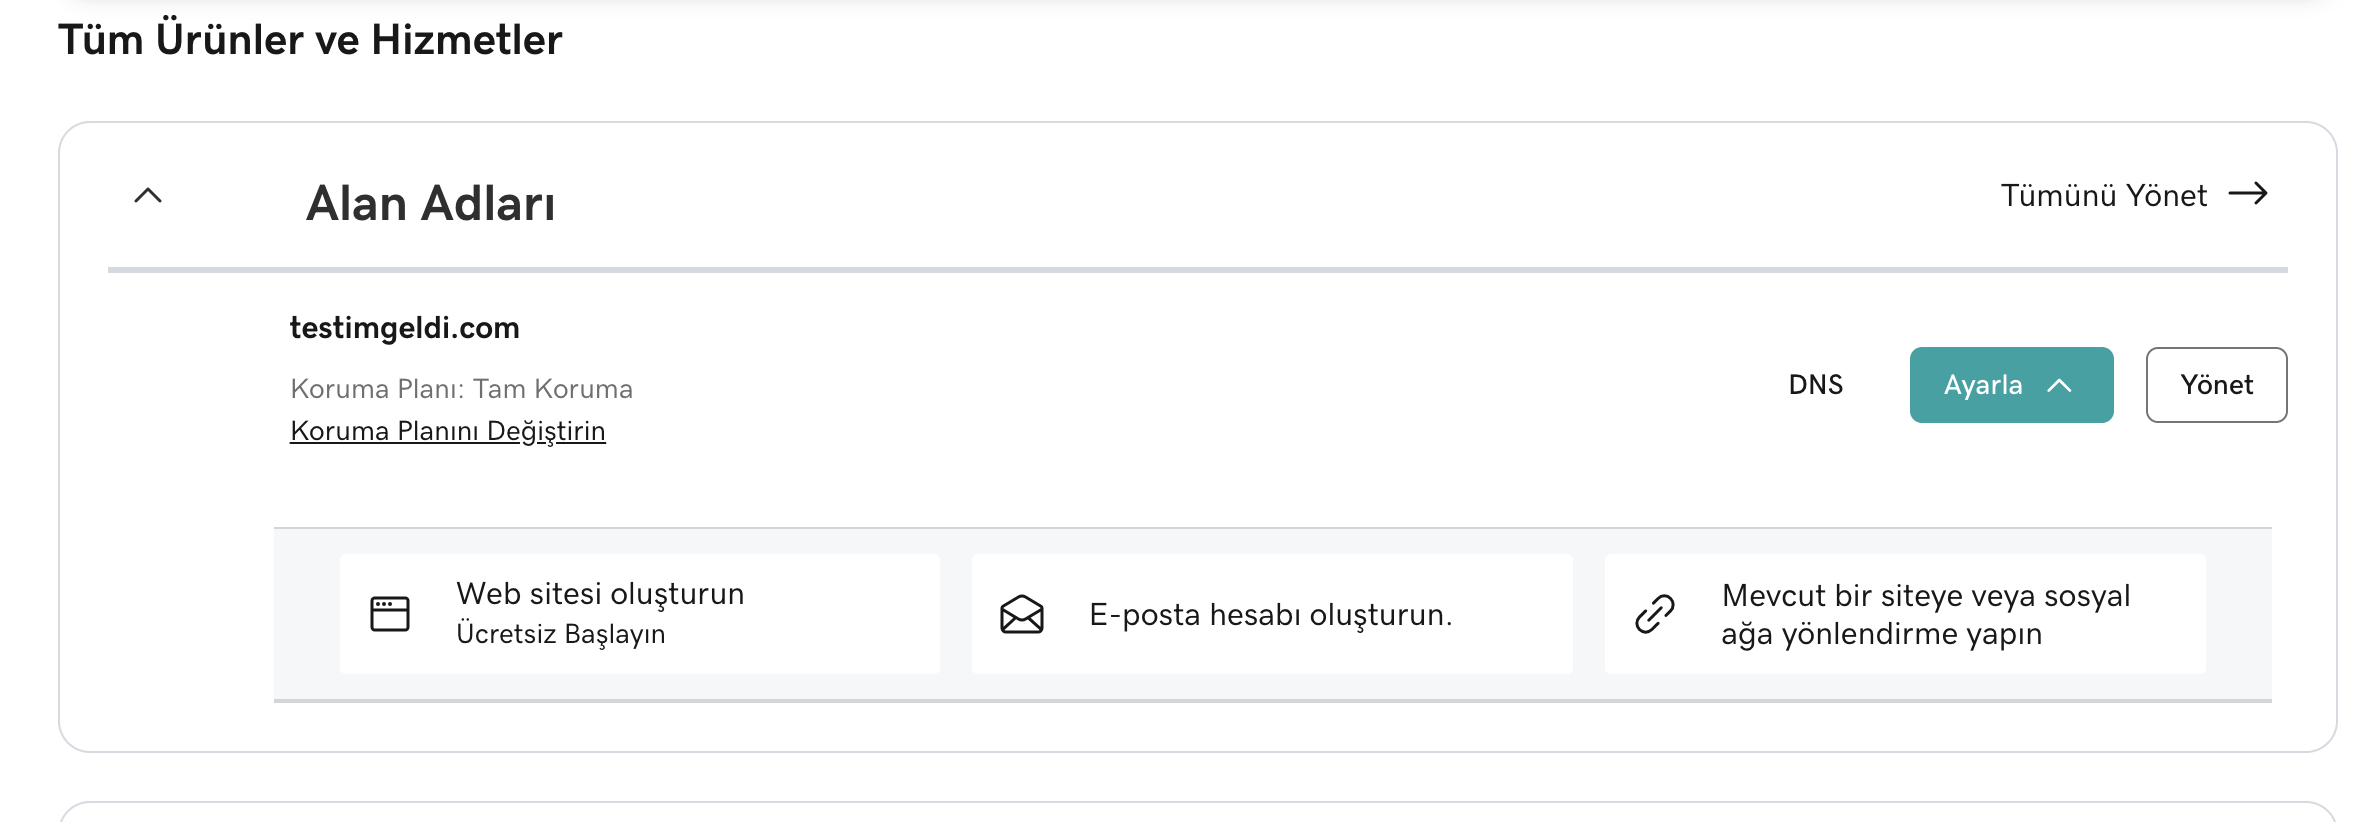 Tüm Ürünler ve Hizmetler
Alan Adları
Tümünü Yönet
testimgeldi.com
Koruma Planı: Tam Koruma
Koruma Planını Değiştirin
DNS
Ayarla
Yönet
Web sitesi oluşturun
Ücretsiz Başlayın
E-posta hesabı oluşturun.
Mevcut bir siteye veya sosyal
ağa yönlendirme yapın